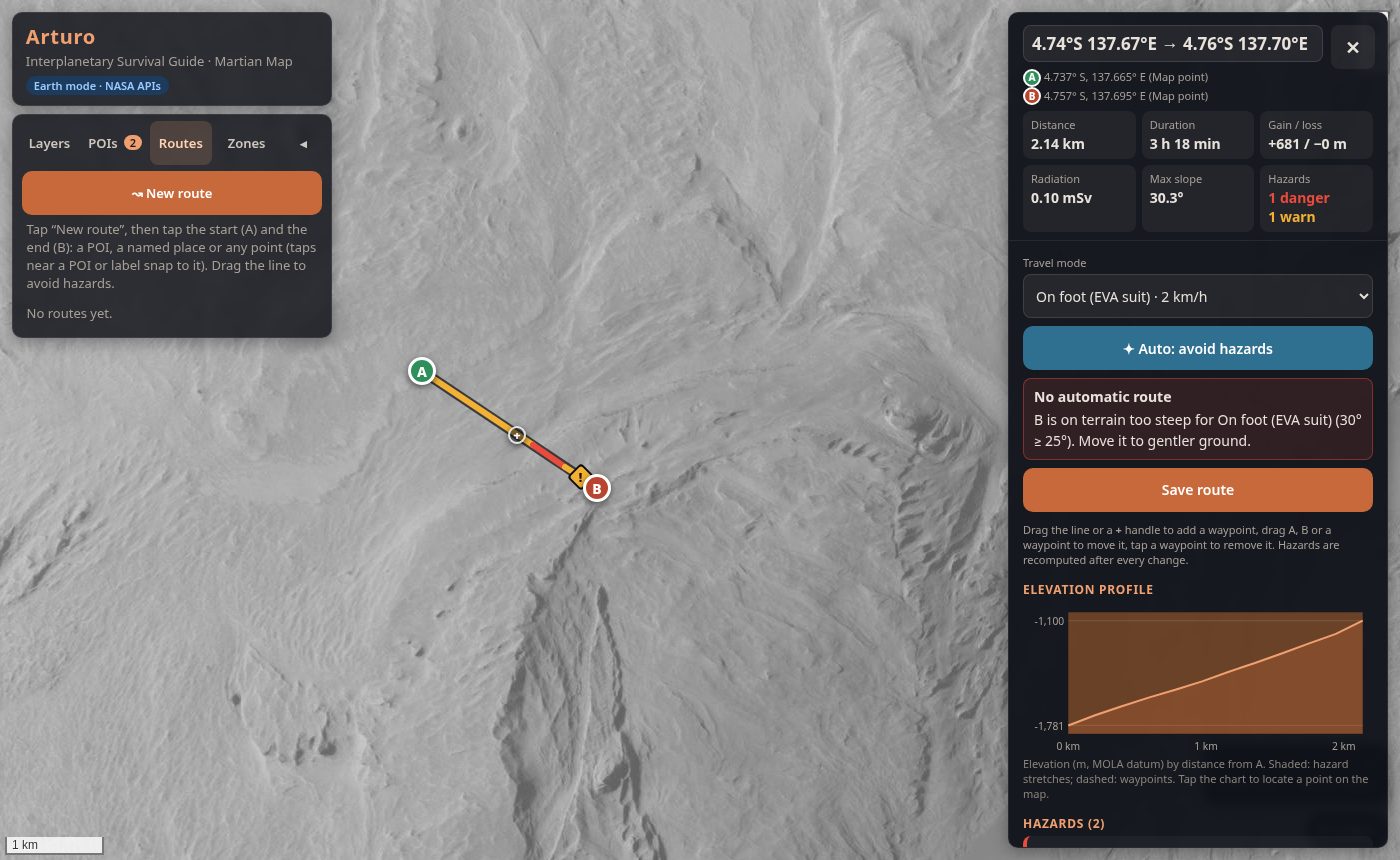 Arturo
Interplanetary Survival Guide · Martian Map
Earth mode · NASA APIs
Layers
POIs 2
Routes
Zones
◂
↝ New route
Tap “New route”, then tap the start (A) and the
end (B): a POI, a named place or any point (taps
near a POI or label snap to it). Drag the line to
avoid hazards.
No routes yet.
A
+
!
B
1 km
4.74°S 137.67°E → 4.76°S 137.70°E
✕
A 4.737° S, 137.665° E (Map point)
B 4.757° S, 137.695° E (Map point)
Distance
2.14 km
Duration
3 h 18 min
Gain / loss
+681 / −0 m
Radiation
0.10 mSv
Max slope
30.3°
Hazards
1 danger
1 warn
Travel mode
On foot (EVA suit) · 2 km/h
✦ Auto: avoid hazards
No automatic route
B is on terrain too steep for On foot (EVA suit) (30°
≥ 25°). Move it to gentler ground.
Save route
Drag the line or a + handle to add a waypoint, drag A, B or a
waypoint to move it, tap a waypoint to remove it. Hazards are
recomputed after every change.
ELEVATION PROFILE
-1,100
-1,781
0 km
1 km
2 km
Elevation (m, MOLA datum) by distance from A. Shaded: hazard
stretches; dashed: waypoints. Tap the chart to locate a point on the
map.
HAZARDS (2)